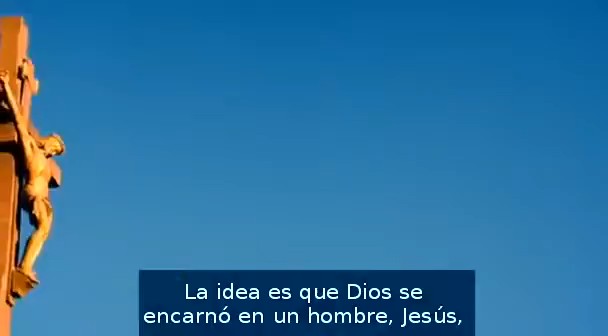 La idea es que Dios se
encarnó en un hombre, Jesús,